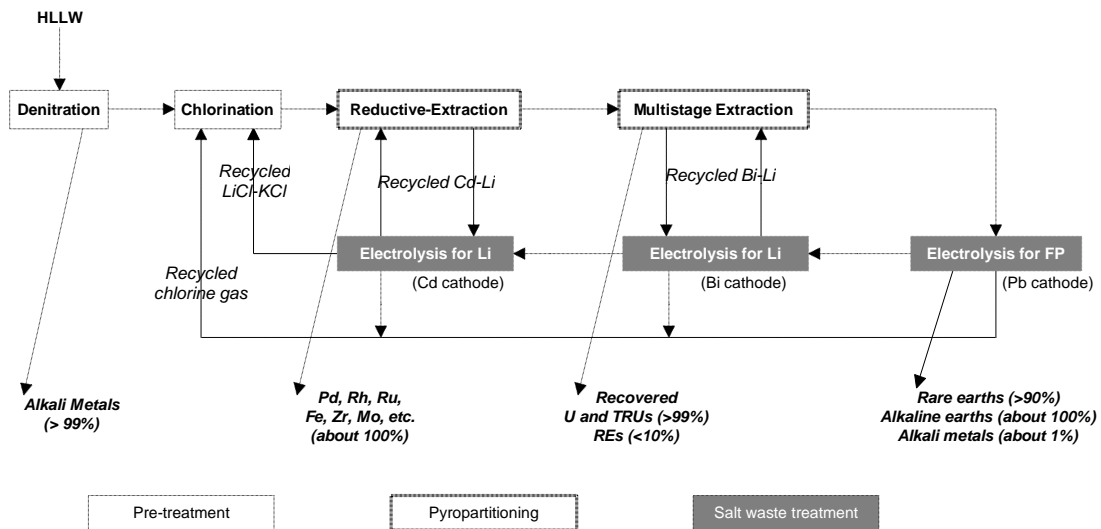 HLLW
Denitration
Chlorination
Reductive-Extraction
Multistage Extraction
Recycled
LiCl-KCl
Recycled Cd-Li
Recycled Bi-Li
Electrolysis for Li
Electrolysis for Li
Electrolysis for FP
(Cd cathode)
(Bi cathode)
(Pb cathode)
Recycled
chlorine gas
Alkali Metals
(> 99%)
Pd, Rh, Ru,
Fe, Zr, Mo, etc.
(about 100%)
Recovered
U and TRUs (>99%)
REs (<10%)
Rare earths (>90%)
Alkaline earths (about 100%)
Alkali metals (about 1%)
Pre-treatment
Pyropartitioning
Salt waste treatment